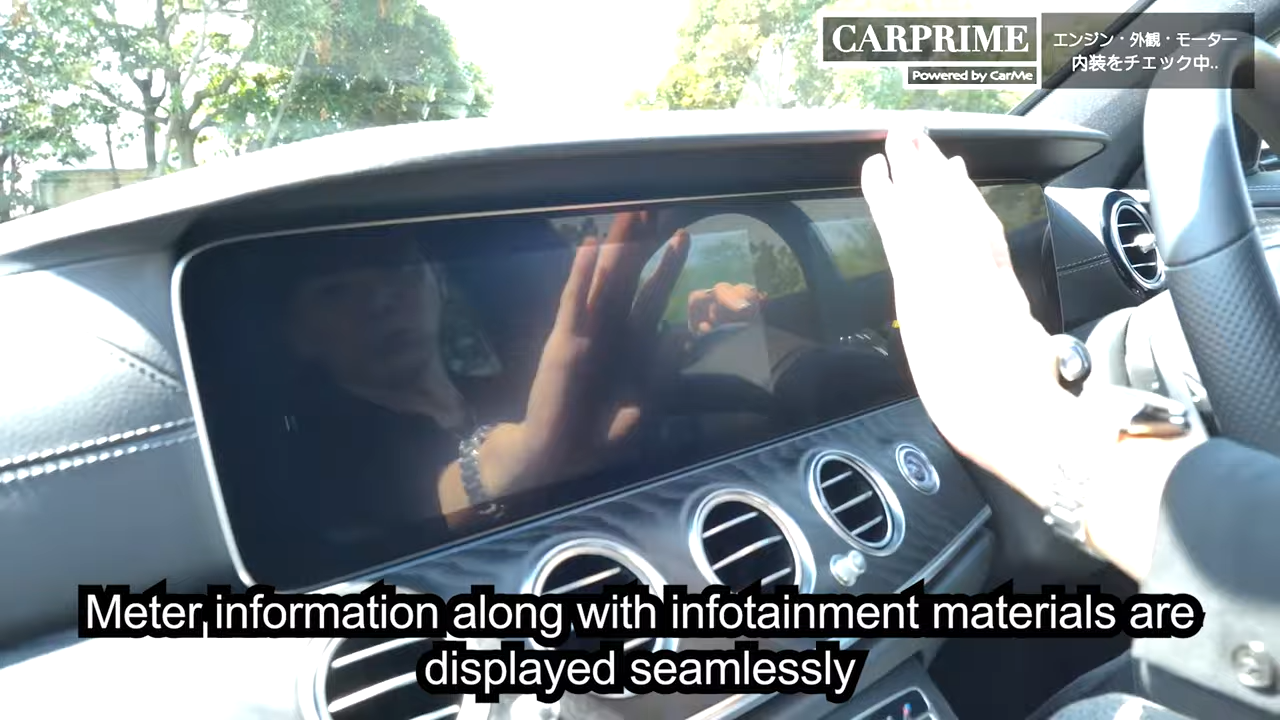 CARPRIME
Powered by CarMe
エンジン・外観・モーター
内装をチェック中..
Meter information along with infotainment materials are
displayed seamlessly